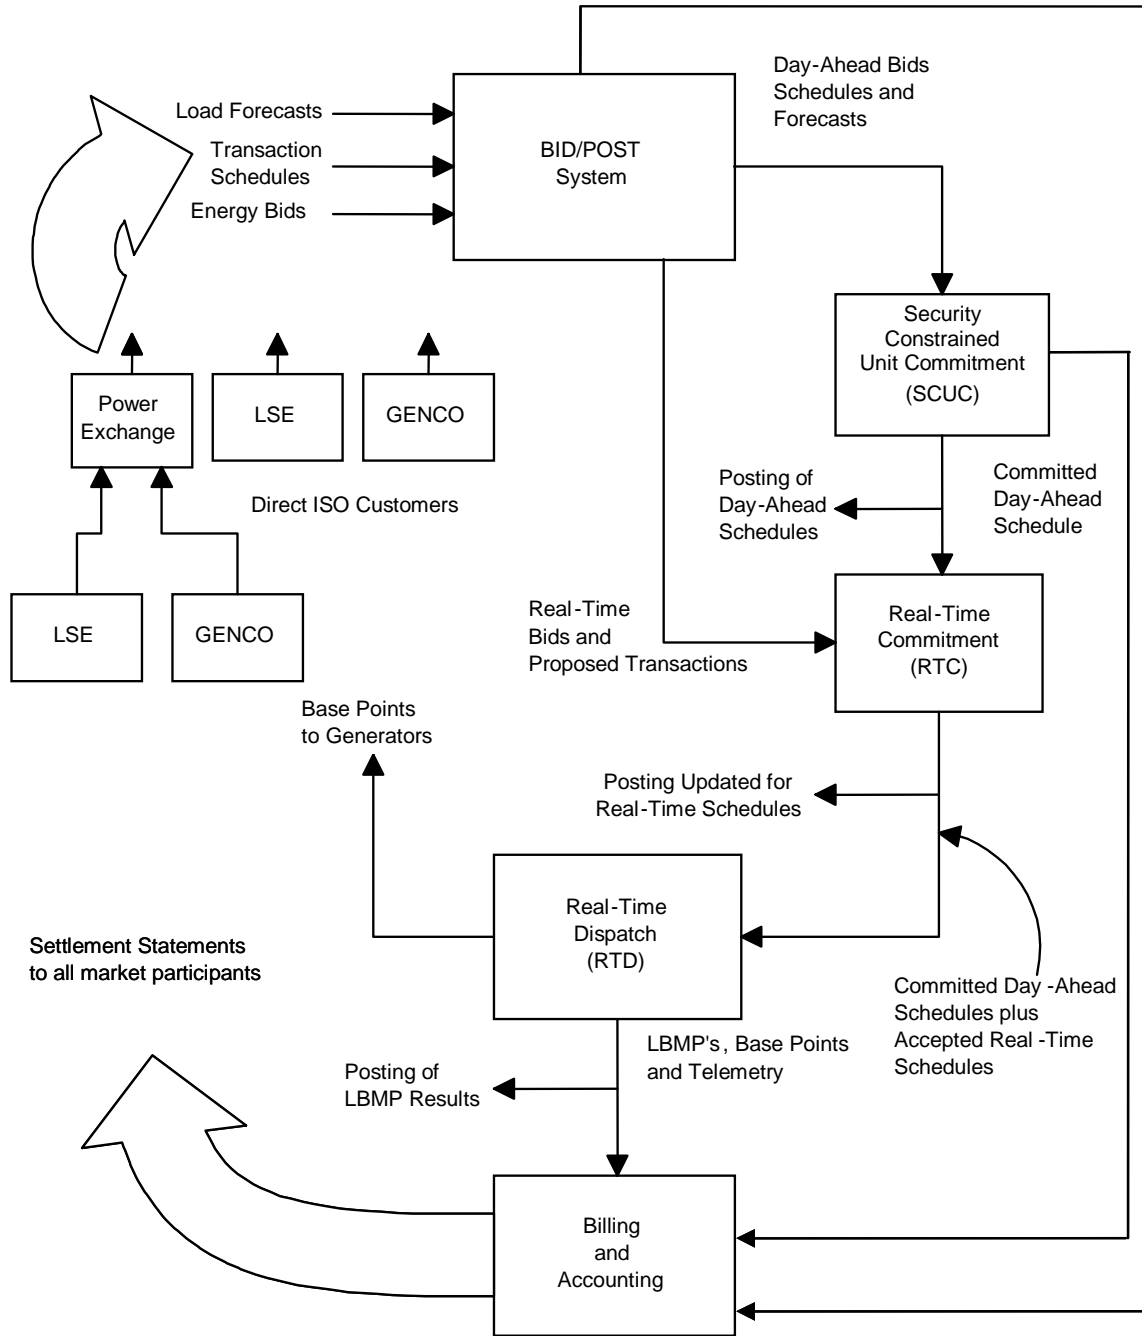 Day-Ahead Bids
Schedules and
Forecasts
Load Forecasts
Transaction
Schedules
Energy Bids
BID/POST
System
Security
Constrained
Unit Commitment
(SCUC)
Power
Exchange
LSE
GENCO
Direct ISO Customers
Posting of
Day-Ahead
Schedules
Committed
Day-Ahead
Schedule
LSE
GENCO
Real-Time
Bids and
Proposed Transactions
Real-Time
Commitment
(RTC)
Base Points
to Generators
Posting Updated for
Real-Time Schedules
Real-Time
Dispatch
(RTD)
Settlement Statements
to all market participants
Committed Day -Ahead
Schedules plus
Accepted Real -Time
Schedules
LBMP's , Base Points
and Telemetry
Posting of
LBMP Results
Billing
and
Accounting